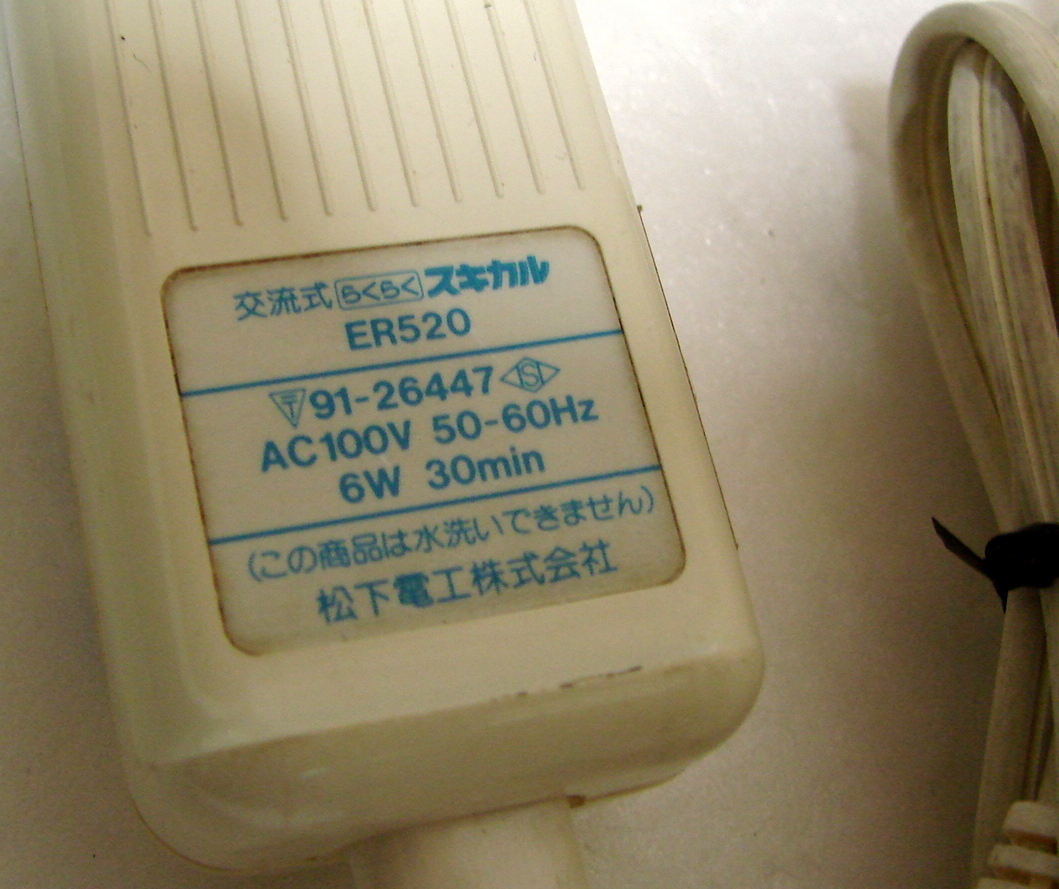 交流式 らくらく スキカル
ER520
〒91-26447 S
AC100V 50-60Hz
6W 30min
(この商品は水洗いできません)
松下電工株式会社